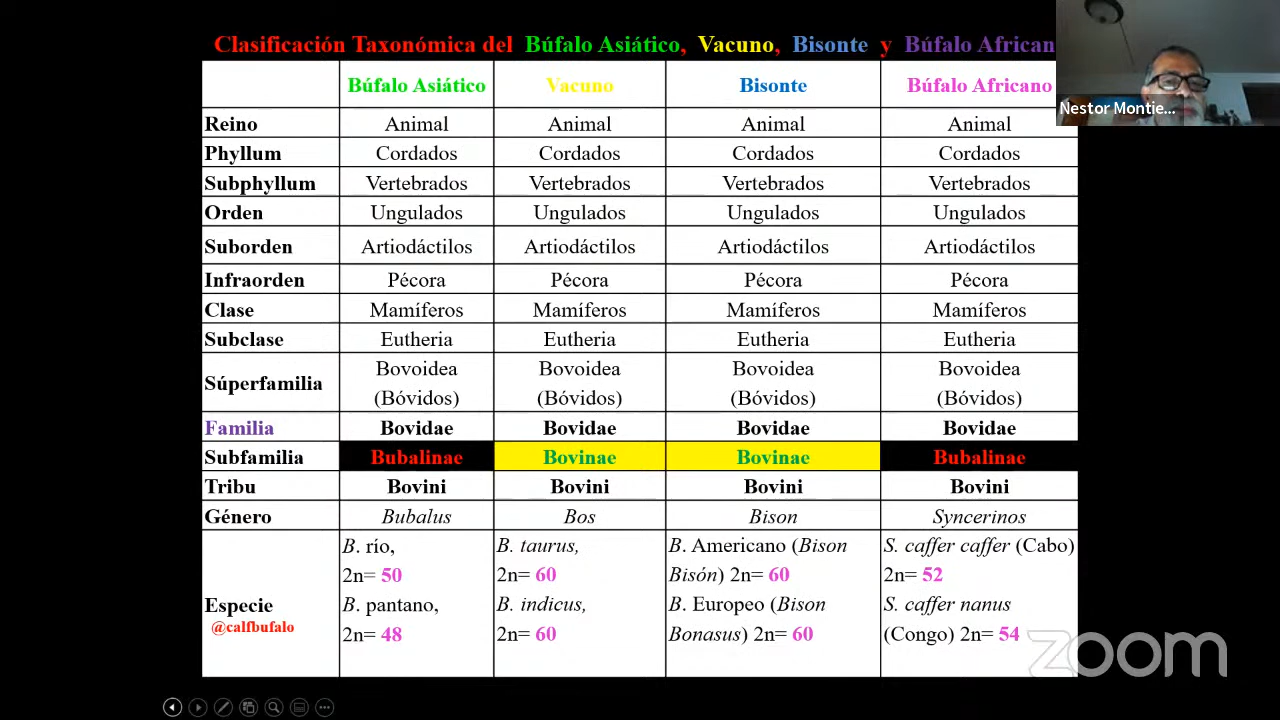 Clasificación Taxonómica del Búfalo Asiático, Vacuno, Bisonte y Búfalo African
Búfalo Asiático Vacuno Bisonte Búfalo Africano
Nestor Montie...
Reino Animal Animal Animal Animal
Phyllum Cordados Cordados Cordados Cordados
Subphyllum Vertebrados Vertebrados Vertebrados Vertebrados
Orden Ungulados Ungulados Ungulados Ungulados
Suborden Artiodáctilos Artiodáctilos Artiodáctilos Artiodáctilos
Infraorden Pécora Pécora Pécora Pécora
Clase Mamíferos Mamíferos Mamíferos Mamíferos
Subclase Eutheria Eutheria Eutheria Eutheria
Súperfamilia
Bovoidea
(Bóvidos)
Bovoidea
(Bóvidos)
Bovoidea
(Bóvidos)
Bovoidea
(Bóvidos)
Familia Bovidae Bovidae Bovidae Bovidae
Subfamilia Bubalinae Bovinae Bovinae Bubalinae
Tribu Bovini Bovini Bovini Bovini
Género Bubalus Bos Bison Syncerinos
Especie
@calfbufalo
B. río,
2n= 50
B. pantano,
2n= 48
B. taurus,
2n= 60
B. indicus,
2n= 60
B. Americano (Bison
Bisón) 2n= 60
B. Europeo (Bison
Bonasus) 2n= 60
S. caffer caffer (Cabo)
2n= 52
S. caffer nanus
(Congo) 2n= 54
zoom